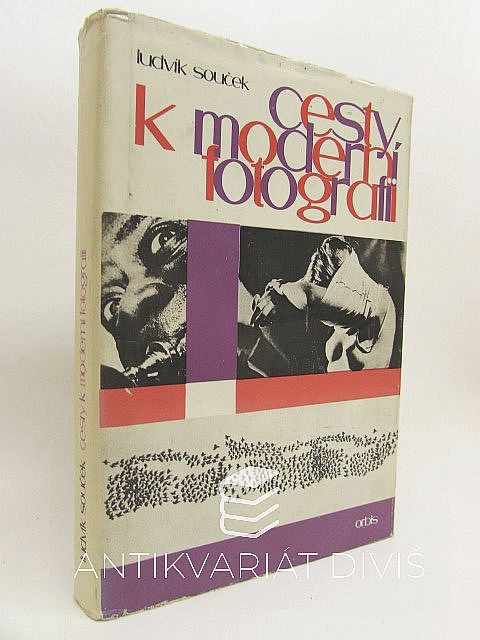 ludvík souček
cesty
k moderní
fotografii
ludvík souček cesty k moderní fotografii
orbis
ANTIKVARIÁT DIVIŠ